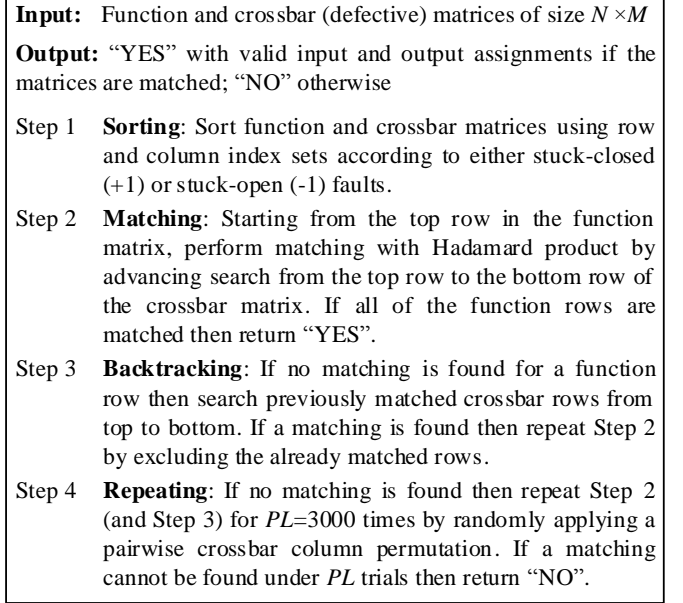 Input: Function and crossbar (defective) matrices of size N ×M
Output: “YES” with valid input and output assignments if the
matrices are matched; “NO” otherwise
Step 1 Sorting: Sort function and crossbar matrices using row
and column index sets according to either stuck-closed
(+1) or stuck-open (-1) faults.
Step 2 Matching: Starting from the top row in the function
matrix, perform matching with Hadamard product by
advancing search from the top row to the bottom row of
the crossbar matrix. If all of the function rows are
matched then return “YES”.
Step 3 Backtracking: If no matching is found for a function
row then search previously matched crossbar rows from
top to bottom. If a matching is found then repeat Step 2
by excluding the already matched rows.
Step 4 Repeating: If no matching is found then repeat Step 2
(and Step 3) for PL=3000 times by randomly applying a
pairwise crossbar column permutation. If a matching
cannot be found under PL trials then return “NO”.